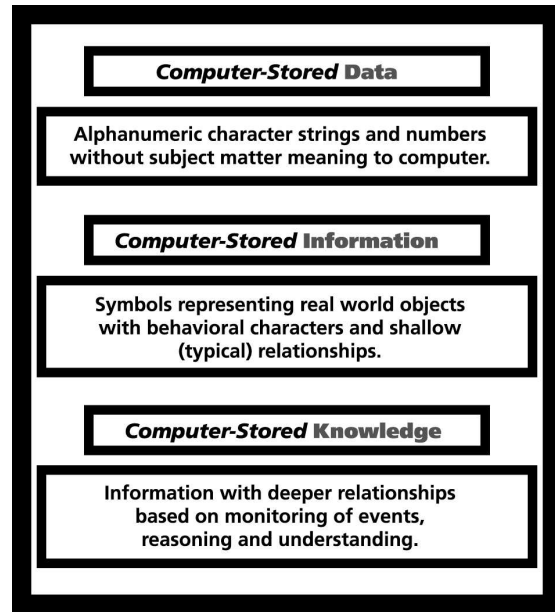 Computer-Stored Data
Alphanumeric character strings and numbers
without subject matter meaning to computer.
Computer-Stored Information
Symbols representing real world objects
with behavioral characters and shallow
(typical) relationships.
Computer-Stored Knowledge
Information with deeper relationships
based on monitoring of events,
reasoning and understanding.